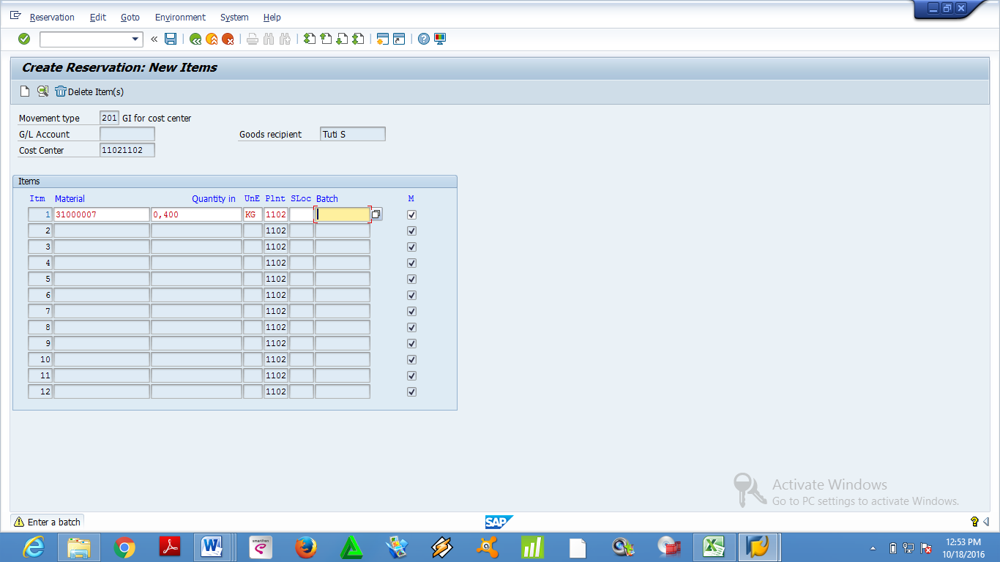 Reservation Edit Goto Environment System Help
Create Reservation: New Items
Delete Item(s)
Movement type 201 GI for cost center
G/L Account Goods recipient Tuti S
Cost Center 11021102
Items
Itm Material Quantity in UnE Plnt SLoc Batch M
1 31000007 0,400 KG 1102
2 1102
3 1102
4 1102
5 1102
6 1102
7 1102
8 1102
9 1102
10 1102
11 1102
12 1102
Activate Windows
Go to PC settings to activate Windows.
Enter a batch
SAP
smartfren
12:53 PM
10/18/2016